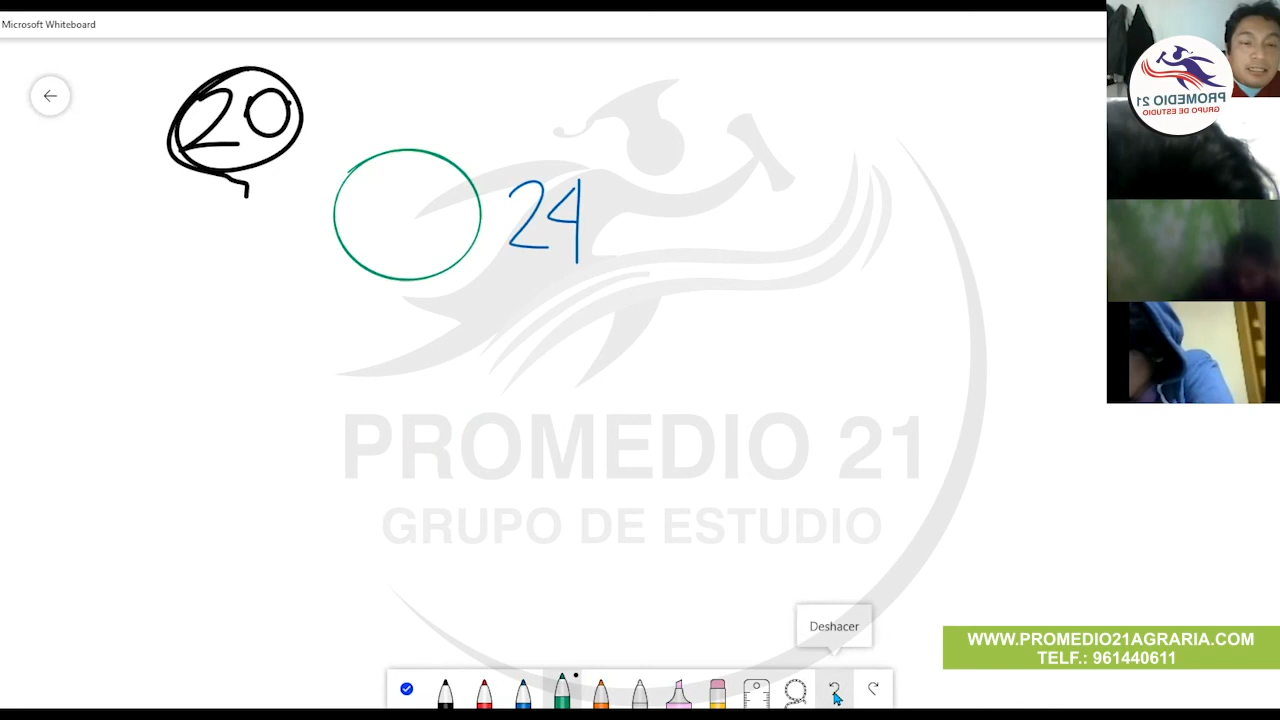 Microsoft Whiteboard
20
24
PROMEDIO 21
GRUPO DE ESTUDIO
PROMEDIO 21
GRUPO DE ESTUDIO
Deshacer
WWW.PROMEDIO21AGRARIA.COM
TELF.: 961440611